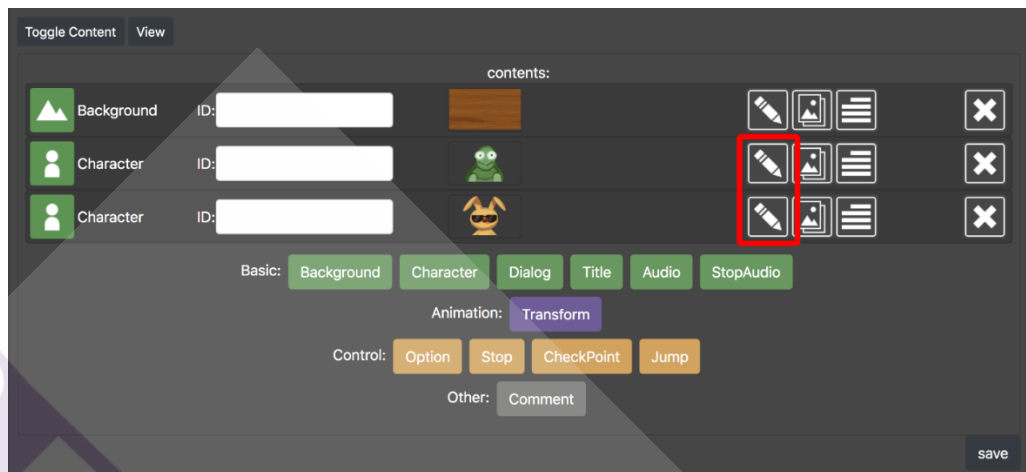 Toggle Content View
contents:
Background ID:
Character ID:
Character ID:
Basic: Background Character Dialog Title Audio StopAudio
Animation: Transform
Control: Option Stop CheckPoint Jump
Other: Comment
save